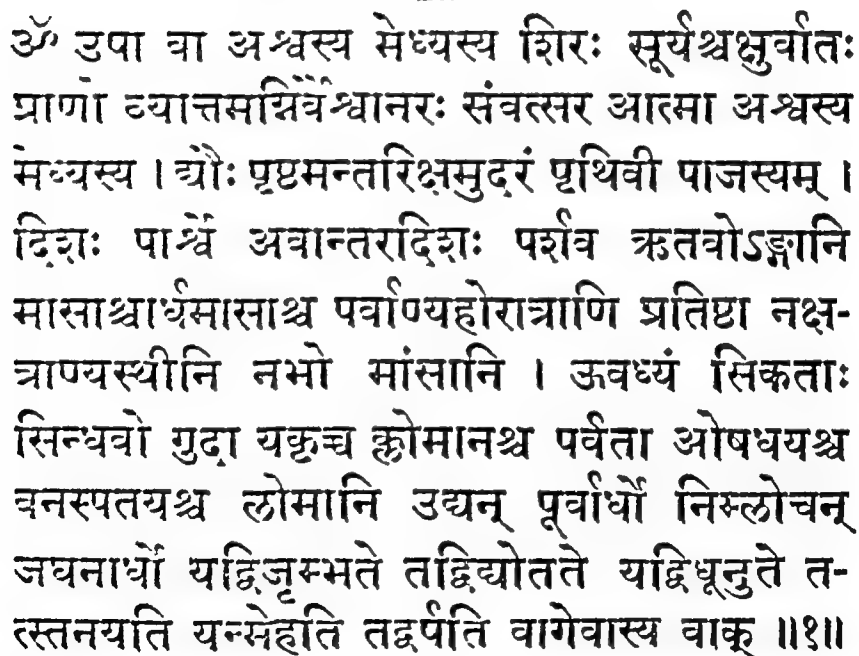 ॐ उषा वा अश्वस्य मेध्यस्य शिरः सूर्यश्चक्षुर्वातः
प्राणो व्यात्तमग्निर्वैश्वानरः संवत्सर आत्मा अश्वस्य
मेध्यस्य । द्यौः पृष्ठमन्तरिक्षमुदरं पृथिवी पाजस्यम् ।
दिशः पार्श्वे अवान्तरदिशः पर्शव ऋतवोऽङ्गानि
मासाश्चार्धमासाश्च पर्वाण्यहोरात्राणि प्रतिष्ठा नक्ष-
त्राण्यस्थीनि नभो मांसानि । ऊवध्यं सिकताः
सिन्धवो गुदा यकृच्च क्लोमानश्च पर्वता ओषधयश्च
वनस्पतयश्च लोमानि उद्यन् पूर्वार्धो निम्लोचन्
जघनार्धो यद्विजृम्भते तद्विद्योतते यद्विधूनुते त-
त्स्तनयति यन्मेहति तद्वर्षति वागेवास्य वाक् ॥१॥